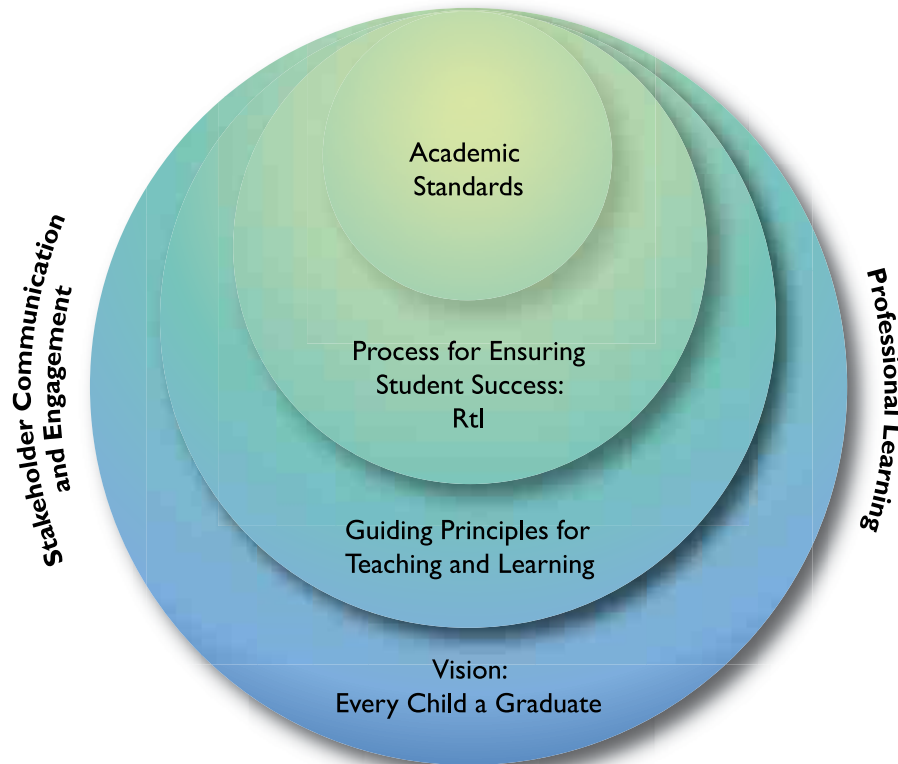 Academic
Standards
Process for Ensuring
Student Success:
RtI
Guiding Principles for
Teaching and Learning
Vision:
Every Child a Graduate
Stakeholder Communication
and Engagement
Professional Learning